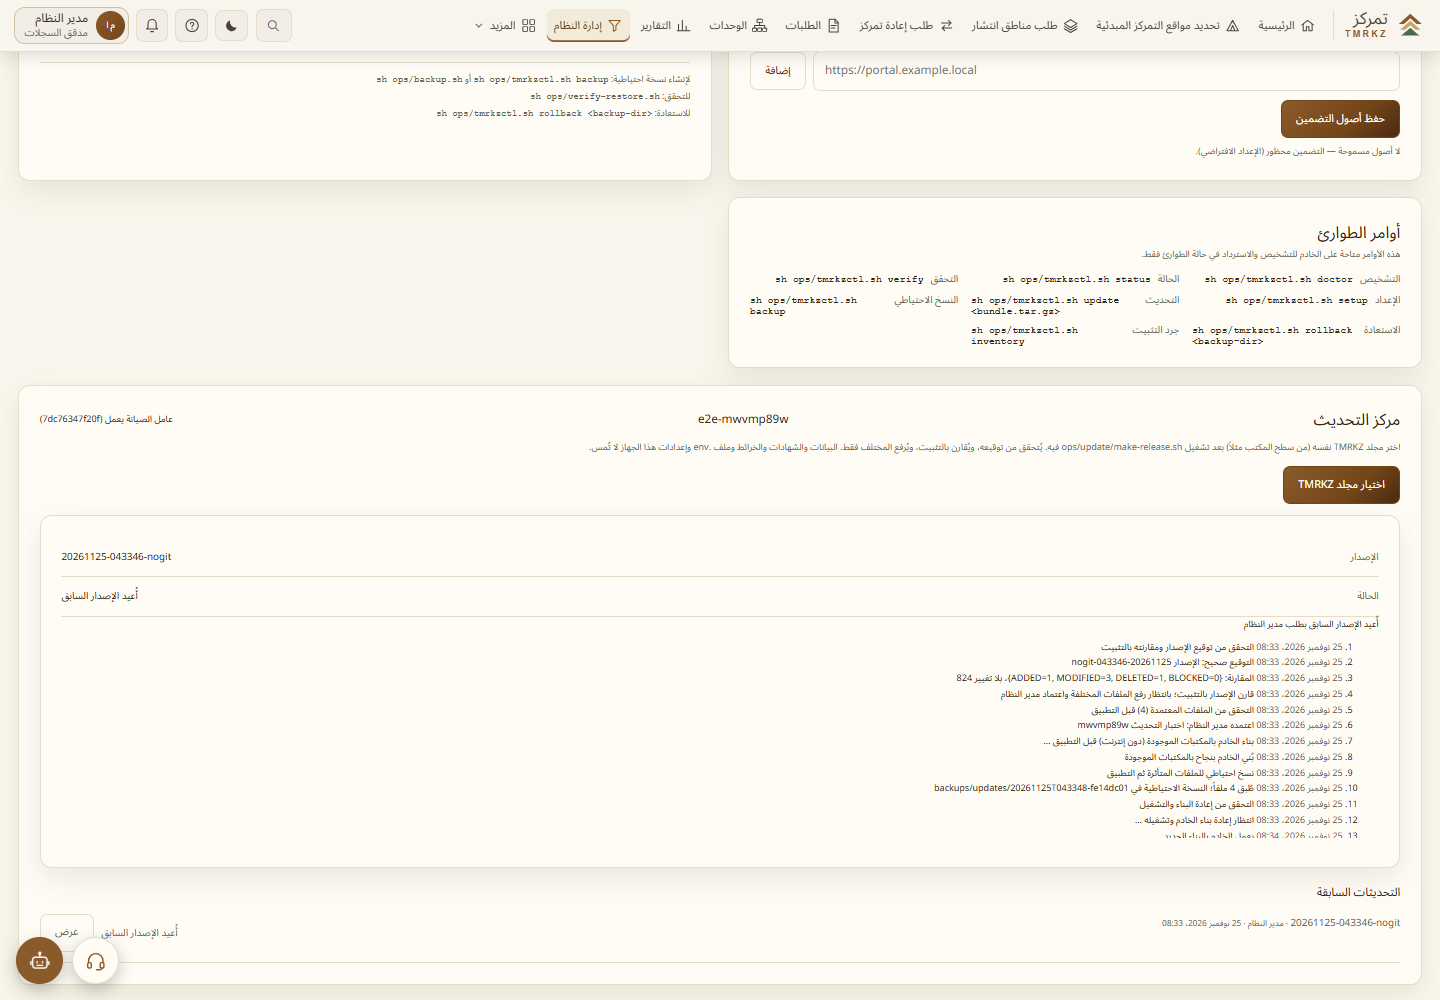 تمركز
TMRKZ
الرئيسية
تحديد مواقع التمركز المبدئية
طلب مناطق انتشار
طلب إعادة تمركز
الطلبات
الوحدات
التقارير
إدارة النظام
المزيد
مدير النظام
مدقق السجلات
م ا
https://portal.example.local
إضافة
حفظ أصول التضمين
لا أصول مسموحة — التضمين محظور (الإعداد الافتراضي).
لإنشاء نسخة احتياطية: sh ops/tmrkzctl.sh backup أو sh ops/backup.sh
للتحقق: sh ops/verify-restore.sh
للاستعادة: sh ops/tmrkzctl.sh rollback <backup-dir>
أوامر الطوارئ
هذه الأوامر متاحة على الخادم للتشخيص والاسترداد في حالة الطوارئ فقط.
التشخيص sh ops/tmrkzctl.sh doctor
الحالة sh ops/tmrkzctl.sh status
التحقق sh ops/tmrkzctl.sh verify
الإعداد sh ops/tmrkzctl.sh setup
التحديث sh ops/tmrkzctl.sh update <bundle.tar.gz>
النسخ الاحتياطي sh ops/tmrkzctl.sh backup
الاستعادة sh ops/tmrkzctl.sh rollback <backup-dir>
جرد التثبيت sh ops/tmrkzctl.sh inventory
مركز التحديث
e2e-mwvmp89w
عامل الصيانة يعمل (7dc76347f20f)
اختر مجلد TMRKZ نفسه (من سطح المكتب مثلاً) بعد تشغيل ops/update/make-release.sh فيه. يُتحقق من توقيعه، ويُقارن بالتثبيت، ويُرفع المختلف فقط. البيانات والشهادات والخرائط وملف .env وإعدادات هذا الجهاز لا تُمس.
اختيار مجلد TMRKZ
الإصدار 20261125-043346-nogit
الحالة أُعيد الإصدار السابق
أُعيد الإصدار السابق بطلب مدير النظام
1. 25 نوفمبر 2026، 08:33 التحقق من توقيع الإصدار ومقارنته بالتثبيت
2. 25 نوفمبر 2026، 08:33 التوقيع صحيح: الإصدار 20261125-043346-nogit
3. 25 نوفمبر 2026، 08:33 المقارنة: {ADDED=1, MODIFIED=3, DELETED=1, BLOCKED=0}، بلا تغيير 824
4. 25 نوفمبر 2026، 08:33 قارن الإصدار بالتثبيت؛ بانتظار رفع الملفات المختلفة واعتماد مدير النظام
5. 25 نوفمبر 2026، 08:33 التحقق من الملفات المعتمدة (4) قبل التطبيق
6. 25 نوفمبر 2026، 08:33 اعتمده مدير النظام: اختبار التحديث mwvmp89w
7. 25 نوفمبر 2026، 08:33 بناء الخادم بالمكتبات الموجودة (دون إنترنت) قبل التطبيق ...
8. 25 نوفمبر 2026، 08:33 بُني الخادم بنجاح بالمكتبات الموجودة
9. 25 نوفمبر 2026، 08:33 نسخ احتياطي للملفات المتأثرة ثم التطبيق
10. 25 نوفمبر 2026، 08:33 طُبق 4 ملفاً؛ النسخة الاحتياطية في backups/updates/20261125T043348-fe14dc01
11. 25 نوفمبر 2026، 08:33 التحقق من إعادة البناء والتشغيل
12. 25 نوفمبر 2026، 08:33 انتظار إعادة بناء الخادم وتشغيله ...
13. 25 نوفمبر 2026، 08:34 يعمل الخادم بالبناء الجديد
التحديثات السابقة
20261125-043346-nogit · مدير النظام · 25 نوفمبر 2026، 08:33
أُعيد الإصدار السابق
عرض